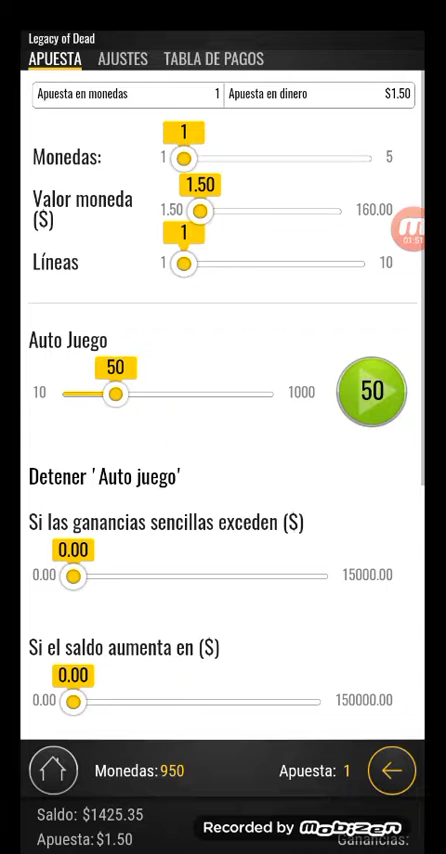 Legacy of Dead
APUESTA AJUSTES TABLA DE PAGOS
Apuesta en monedas 1 Apuesta en dinero $1.50
1
Monedas: 1 5
1.50
Valor moneda ($) 1.50 160.00
01:51
1
Líneas 1 10
Auto Juego
50
10 1000 50
Detener 'Auto juego'
Si las ganancias sencillas exceden ($)
0.00
0.00 15000.00
Si el saldo aumenta en ($)
0.00
0.00 150000.00
Monedas: 950 Apuesta: 1
Saldo: $1425.35
Apuesta: $1.50 Ganancias:
Recorded by Mobizen